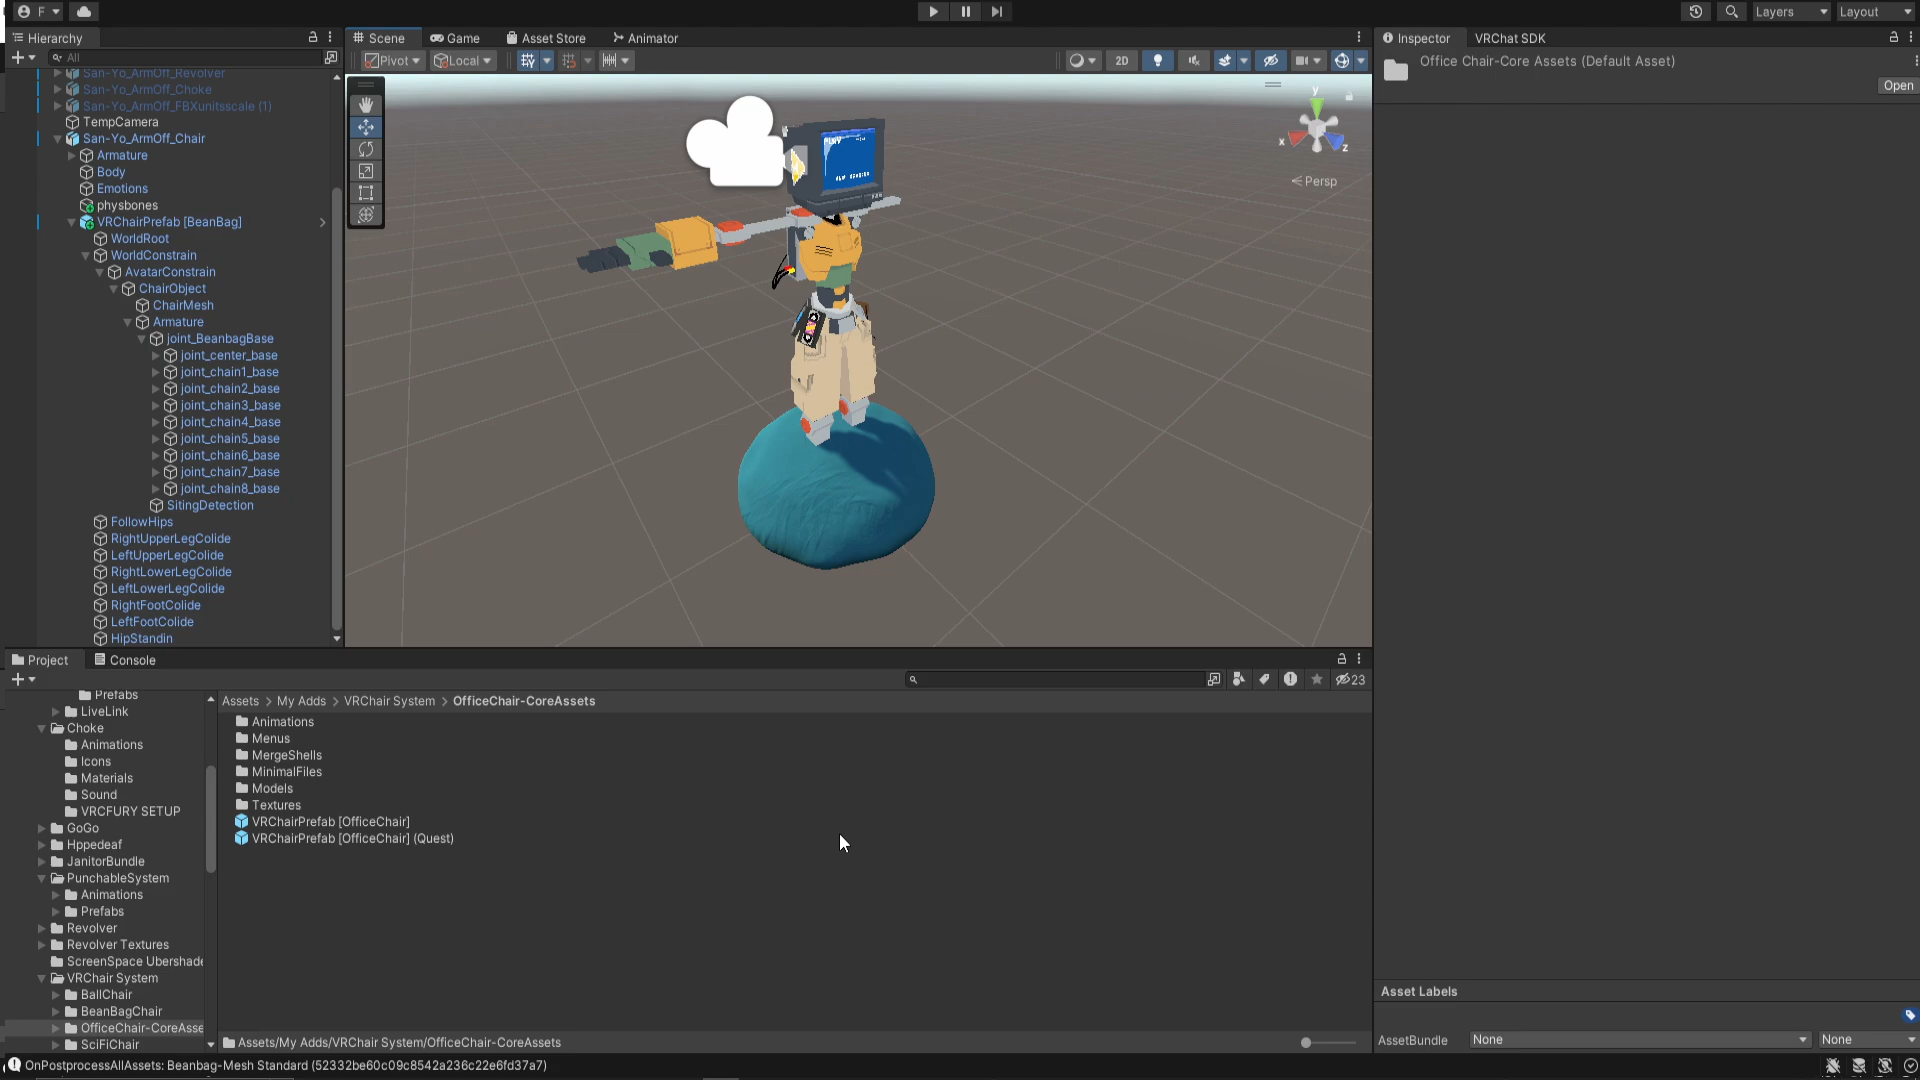 F
Layers
Layout
Hierarchy
All
San-Yo_ArmOff_Revolver
San-Yo_ArmOff_Choke
San-Yo_ArmOff_FBXunitsscale (1)
TempCamera
San-Yo_ArmOff_Chair
Armature
Body
Emotions
physbones
VRChairPrefab [BeanBag]
WorldRoot
WorldConstrain
AvatarConstrain
ChairObject
ChairMesh
Armature
joint_BeanbagBase
joint_center_base
joint_chain1_base
joint_chain2_base
joint_chain3_base
joint_chain4_base
joint_chain5_base
joint_chain6_base
joint_chain7_base
joint_chain8_base
SitingDetection
FollowHips
RightUpperLegColide
LeftUpperLegColide
RightLowerLegColide
LeftLowerLegColide
RightFootColide
LeftFootColide
HipStandin
Scene
Game
Asset Store
Animator
Pivot
Local
2D
PLAY
y
x
z
Persp
Inspector
VRChat SDK
Office Chair-Core Assets (Default Asset)
Open
Project
Console
23
Prefabs
LiveLink
Choke
Animations
Icons
Materials
Sound
VRCFURY SETUP
GoGo
Hppedeaf
JanitorBundle
PunchableSystem
Animations
Prefabs
Revolver
Revolver Textures
ScreenSpace Ubershade
VRChair System
BallChair
BeanBagChair
OfficeChair-CoreAsse
SciFiChair
Assets > My Adds > VRChair System > OfficeChair-CoreAssets
Animations
Menus
MergeShells
MinimalFiles
Models
Textures
VRChairPrefab [OfficeChair]
VRChairPrefab [OfficeChair] (Quest)
Assets/My Adds/VRChair System/OfficeChair-CoreAssets
Asset Labels
AssetBundle
None
None
OnPostprocessAllAssets: Beanbag-Mesh Standard (52332be60c09c8542a236c22e6fd37a7)